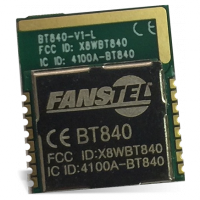 BT840-V1-L
FCC ID: X8WBT840
IC ID: 4100A-BT840
FANSTEL
CE BT840
FCC ID:X8WBT840
IC ID:4100A-BT840